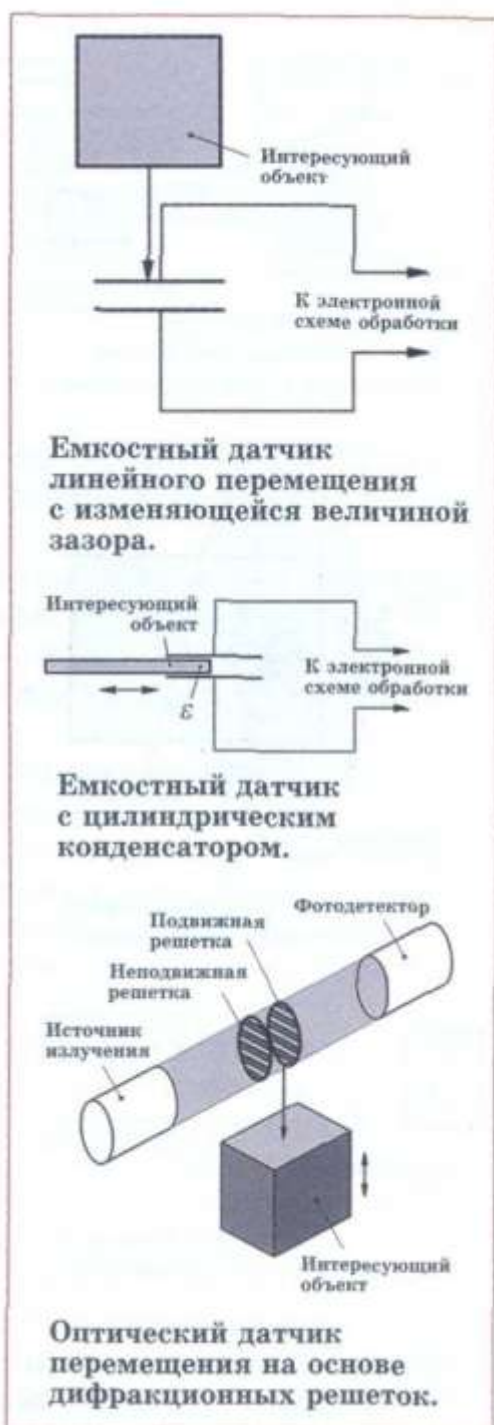 Интересующий
объект
К электронной
схеме обработки
Емкостный датчик
линейного перемещения
с изменяющейся величиной
зазора.
Интересующий
объект
ε
К электронной
схеме обработки
Емкостный датчик
с цилиндрическим
конденсатором.
Фотодетектор
Подвижная
решетка
Неподвижная
решетка
Источник
излучения
Интересующий
объект
Оптический датчик
перемещения на основе
дифракционных решеток.